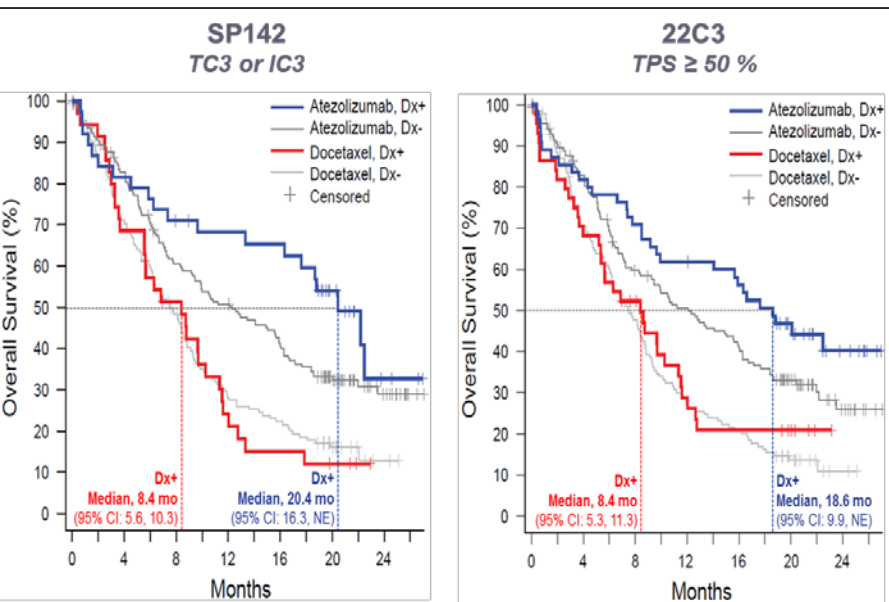 SP142
TC3 or IC3
Overall Survival (%)
100
90
80
70
60
50
40
30
20
10
0
Atezolizumab, Dx+
Atezolizumab, Dx-
Docetaxel, Dx+
Docetaxel, Dx-
Censored
Dx+
Median, 8.4 mo
(95% CI: 5.6, 10.3)
Dx+
Median, 20.4 mo
(95% CI: 16.3, NE)
0 4 8 12 16 20 24
Months
22C3
TPS ≥ 50 %
Overall Survival (%)
100
90
80
70
60
50
40
30
20
10
0
Atezolizumab, Dx+
Atezolizumab, Dx-
Docetaxel, Dx+
Docetaxel, Dx-
Censored
Dx+
Median, 8.4 mo
(95% CI: 5.3, 11.3)
Dx+
Median, 18.6 mo
(95% CI: 9.9, NE)
0 4 8 12 16 20 24
Months